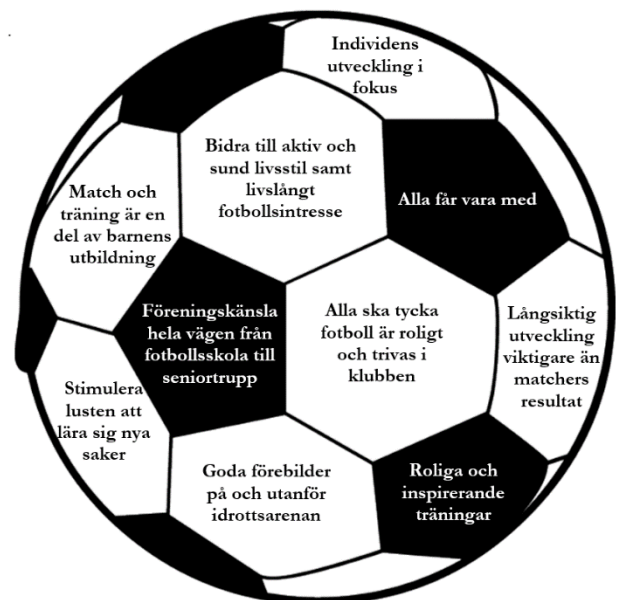 Individens
utveckling i
fokus
Bidra till aktiv och
sund livsstil samt
livslångt
fotbollsintresse
Alla får vara med
Match och
träning är en
del av barnens
utbildning
Föreningskänsla
hela vägen från
fotbollsskola till
seniortrupp
Alla ska tycka
fotboll är roligt
och trivas i
klubben
Långsiktig
utveckling
viktigare än
matchers
resultat
Stimulera
lusten att
lära sig nya
saker
Goda förebilder
på och utanför
idrottsarenan
Roliga och
inspirerande
träningar